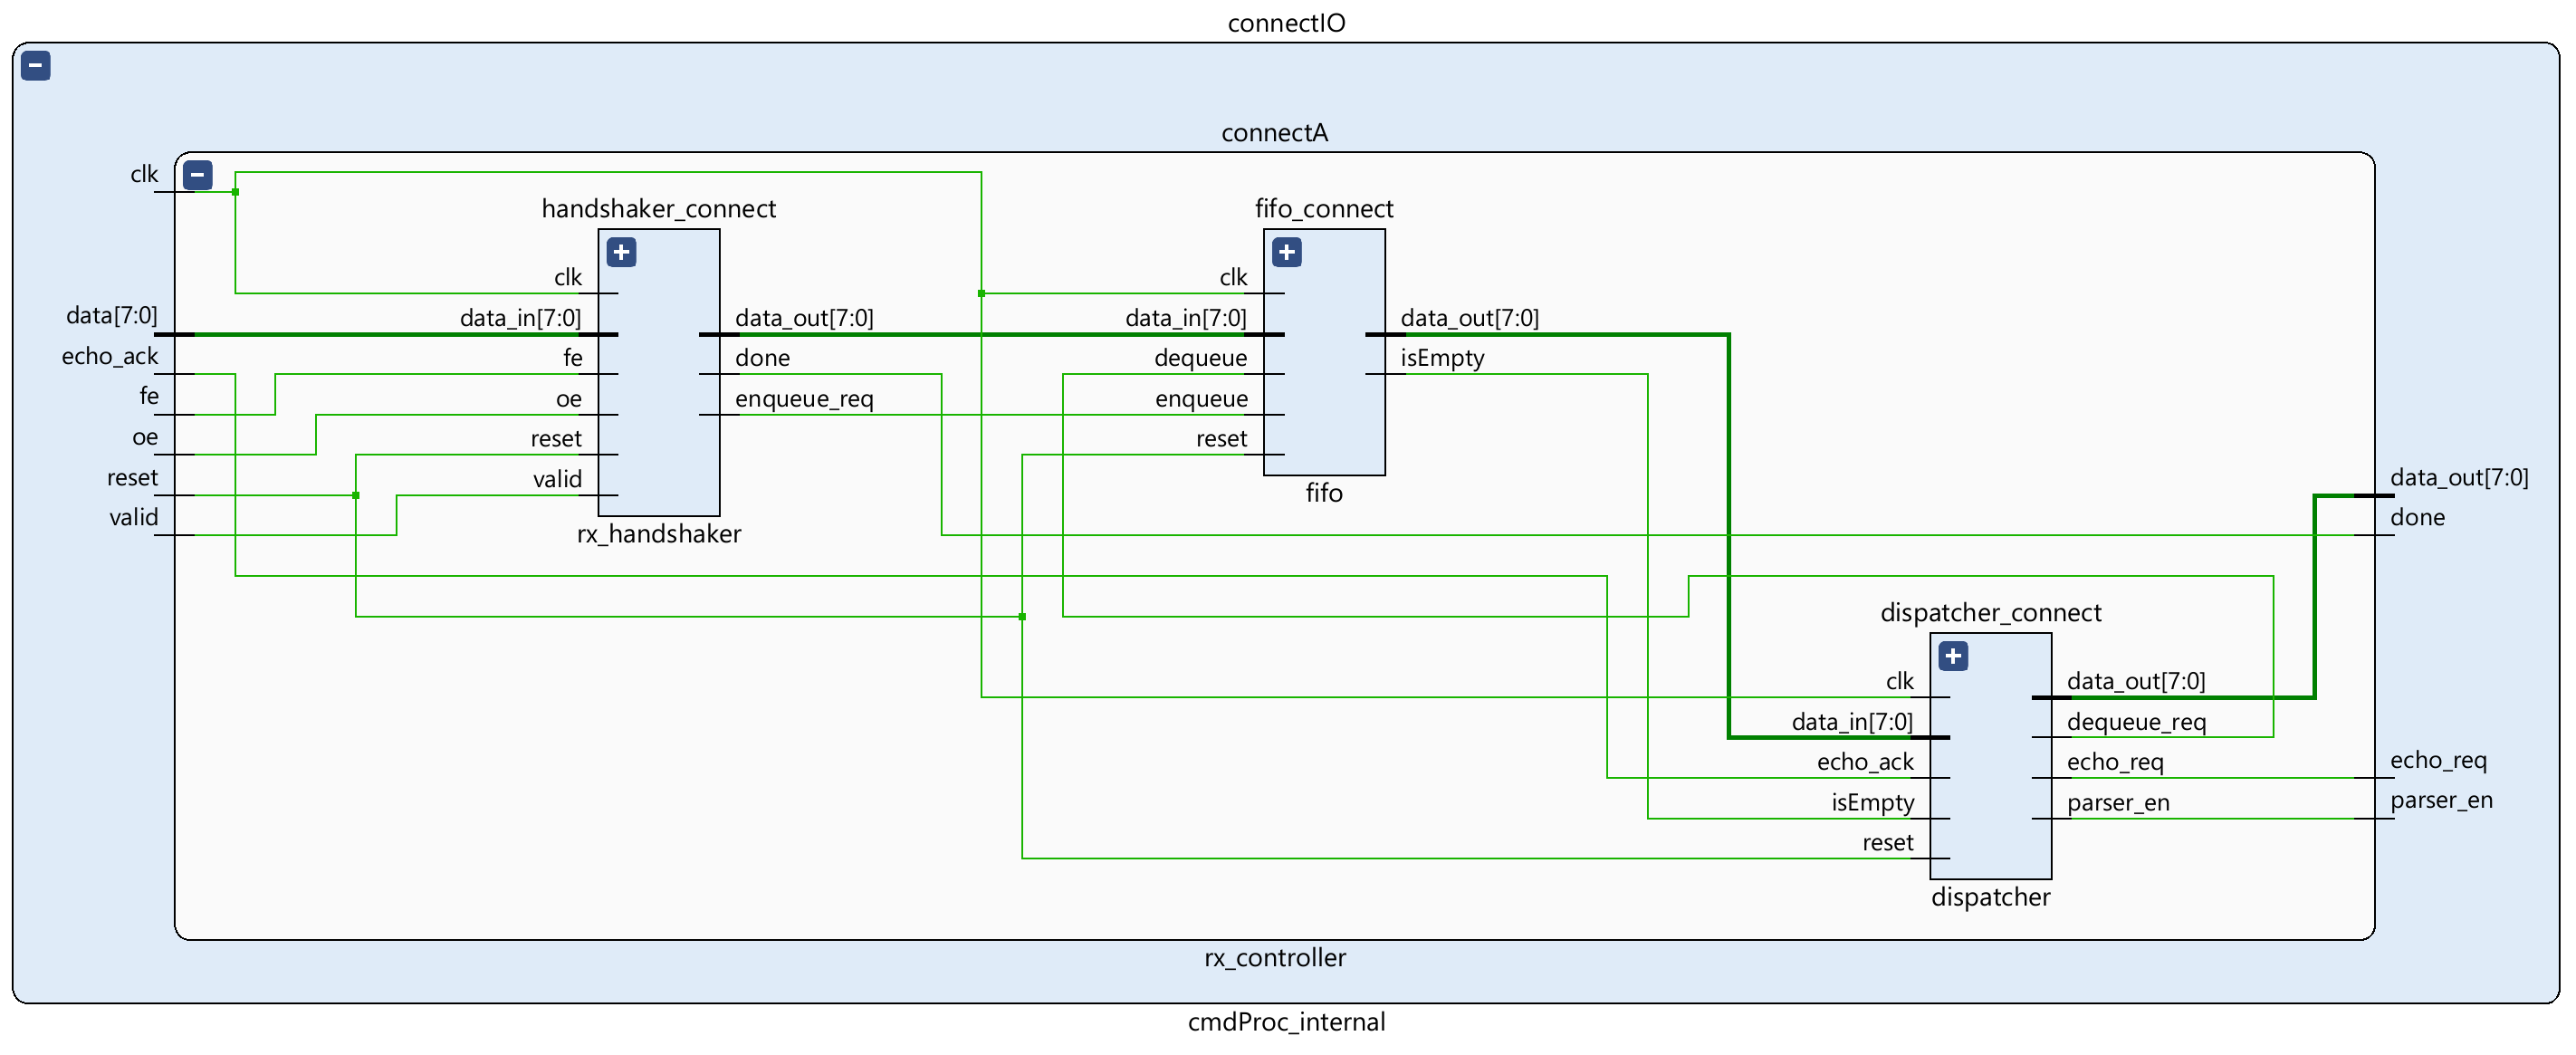 connectIO
connectA
clk
data[7:0]
echo_ack
fe
oe
reset
valid
handshaker_connect
clk
data_in[7:0]
fe
oe
reset
valid
data_out[7:0]
done
enqueue_req
rx_handshaker
fifo_connect
clk
data_in[7:0]
dequeue
enqueue
reset
data_out[7:0]
isEmpty
fifo
dispatcher_connect
clk
data_in[7:0]
echo_ack
isEmpty
reset
data_out[7:0]
dequeue_req
echo_req
parser_en
dispatcher
data_out[7:0]
done
echo_req
parser_en
rx_controller
cmdProc_internal